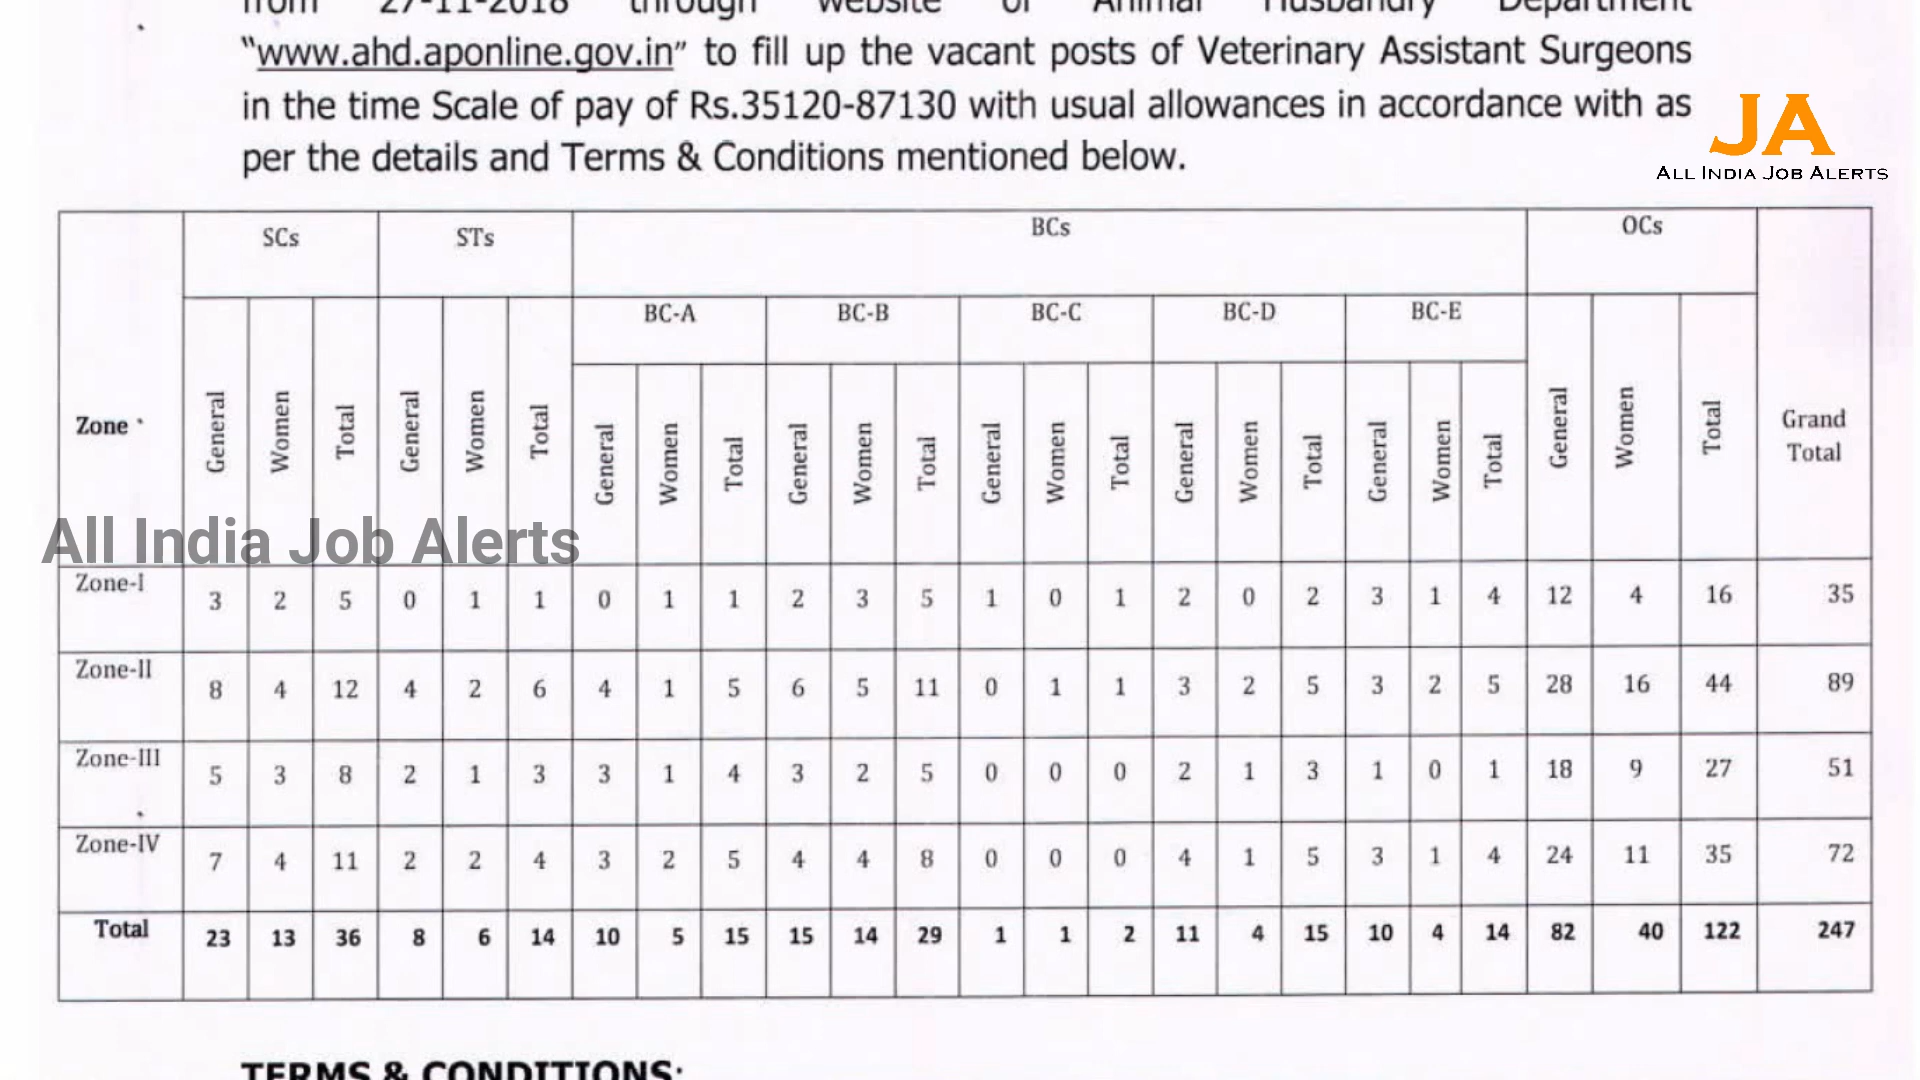 from 27-11-2018 through website of Animal Husbandry Department
“www.ahd.aponline.gov.in” to fill up the vacant posts of Veterinary Assistant Surgeons
in the time Scale of pay of Rs.35120-87130 with usual allowances in accordance with as
per the details and Terms & Conditions mentioned below.
JA
ALL INDIA JOB ALERTS
SCs STs BCs OCs
BC-A BC-B BC-C BC-D BC-E
Zone General Women Total General Women Total General Women Total General Women Total General Women Total General Women Total General Women Total General Women Total Grand Total
All India Job Alerts
Zone-I 3 2 5 0 1 1 0 1 1 2 3 5 1 0 1 2 0 2 3 1 4 12 4 16 35
Zone-II 8 4 12 4 2 6 4 1 5 6 5 11 0 1 1 3 2 5 3 2 5 28 16 44 89
Zone-III 5 3 8 2 1 3 3 1 4 3 2 5 0 0 0 2 1 3 1 0 1 18 9 27 51
Zone-IV 7 4 11 2 2 4 3 2 5 4 4 8 0 0 0 4 1 5 3 1 4 24 11 35 72
Total 23 13 36 8 6 14 10 5 15 15 14 29 1 1 2 11 4 15 10 4 14 82 40 122 247
TERMS & CONDITIONS: